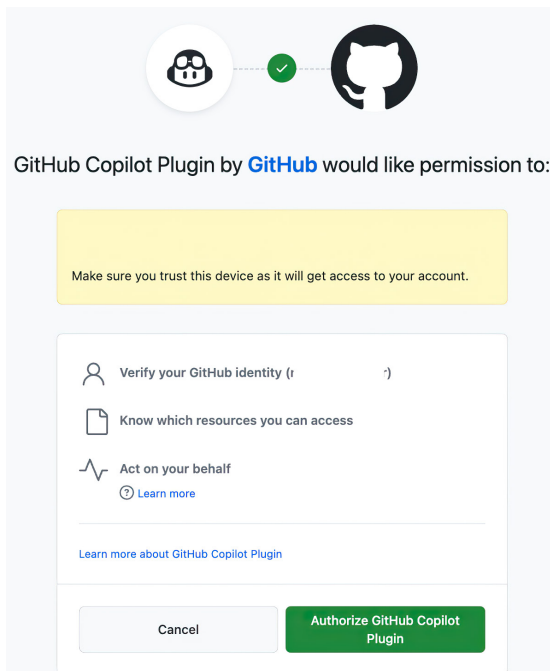 GitHub Copilot Plugin by GitHub would like permission to:
Make sure you trust this device as it will get access to your account.
Verify your GitHub identity (
)
Know which resources you can access
Act on your behalf
Learn more
Learn more about GitHub Copilot Plugin
Cancel
Authorize GitHub Copilot
Plugin